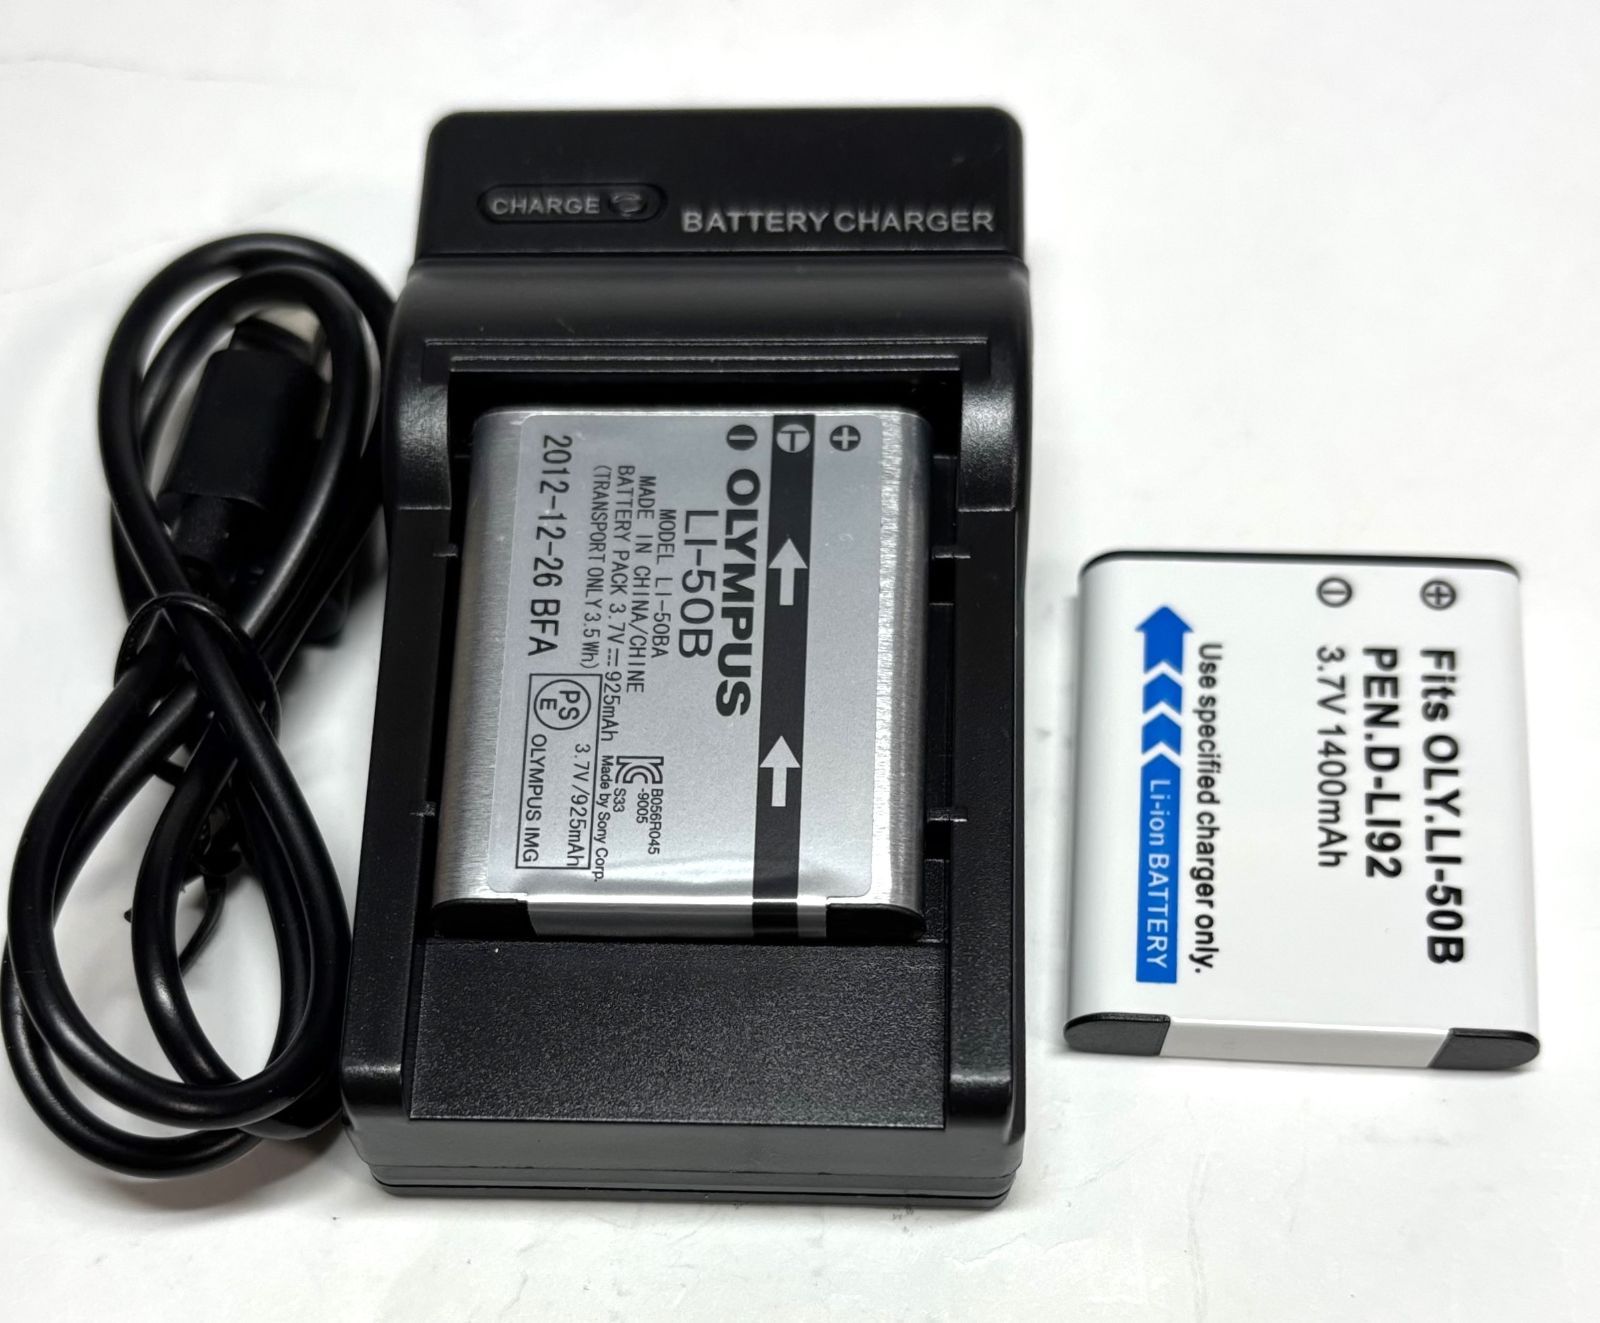 CHARGE
BATTERY CHARGER
⊕
⊖ OLYMPUS
LI-50B
MODEL LI-50BA
MADE IN CHINA/CHINE
BATTERY PACK 3.7V⎓925mAh
(TRANSPORT ONLY 3.5Wh)
2012-12-26 BFA
B056R045
-9005
S33
Made by Sony Corp.
PS
E
3.7V/925mAh
OLYMPUS IMG
⊕ Fits OLY.LI-50B
PEN.D-LI92
⊖ 3.7V 1400mAh
Use specified charger only.
Li-ion BATTERY